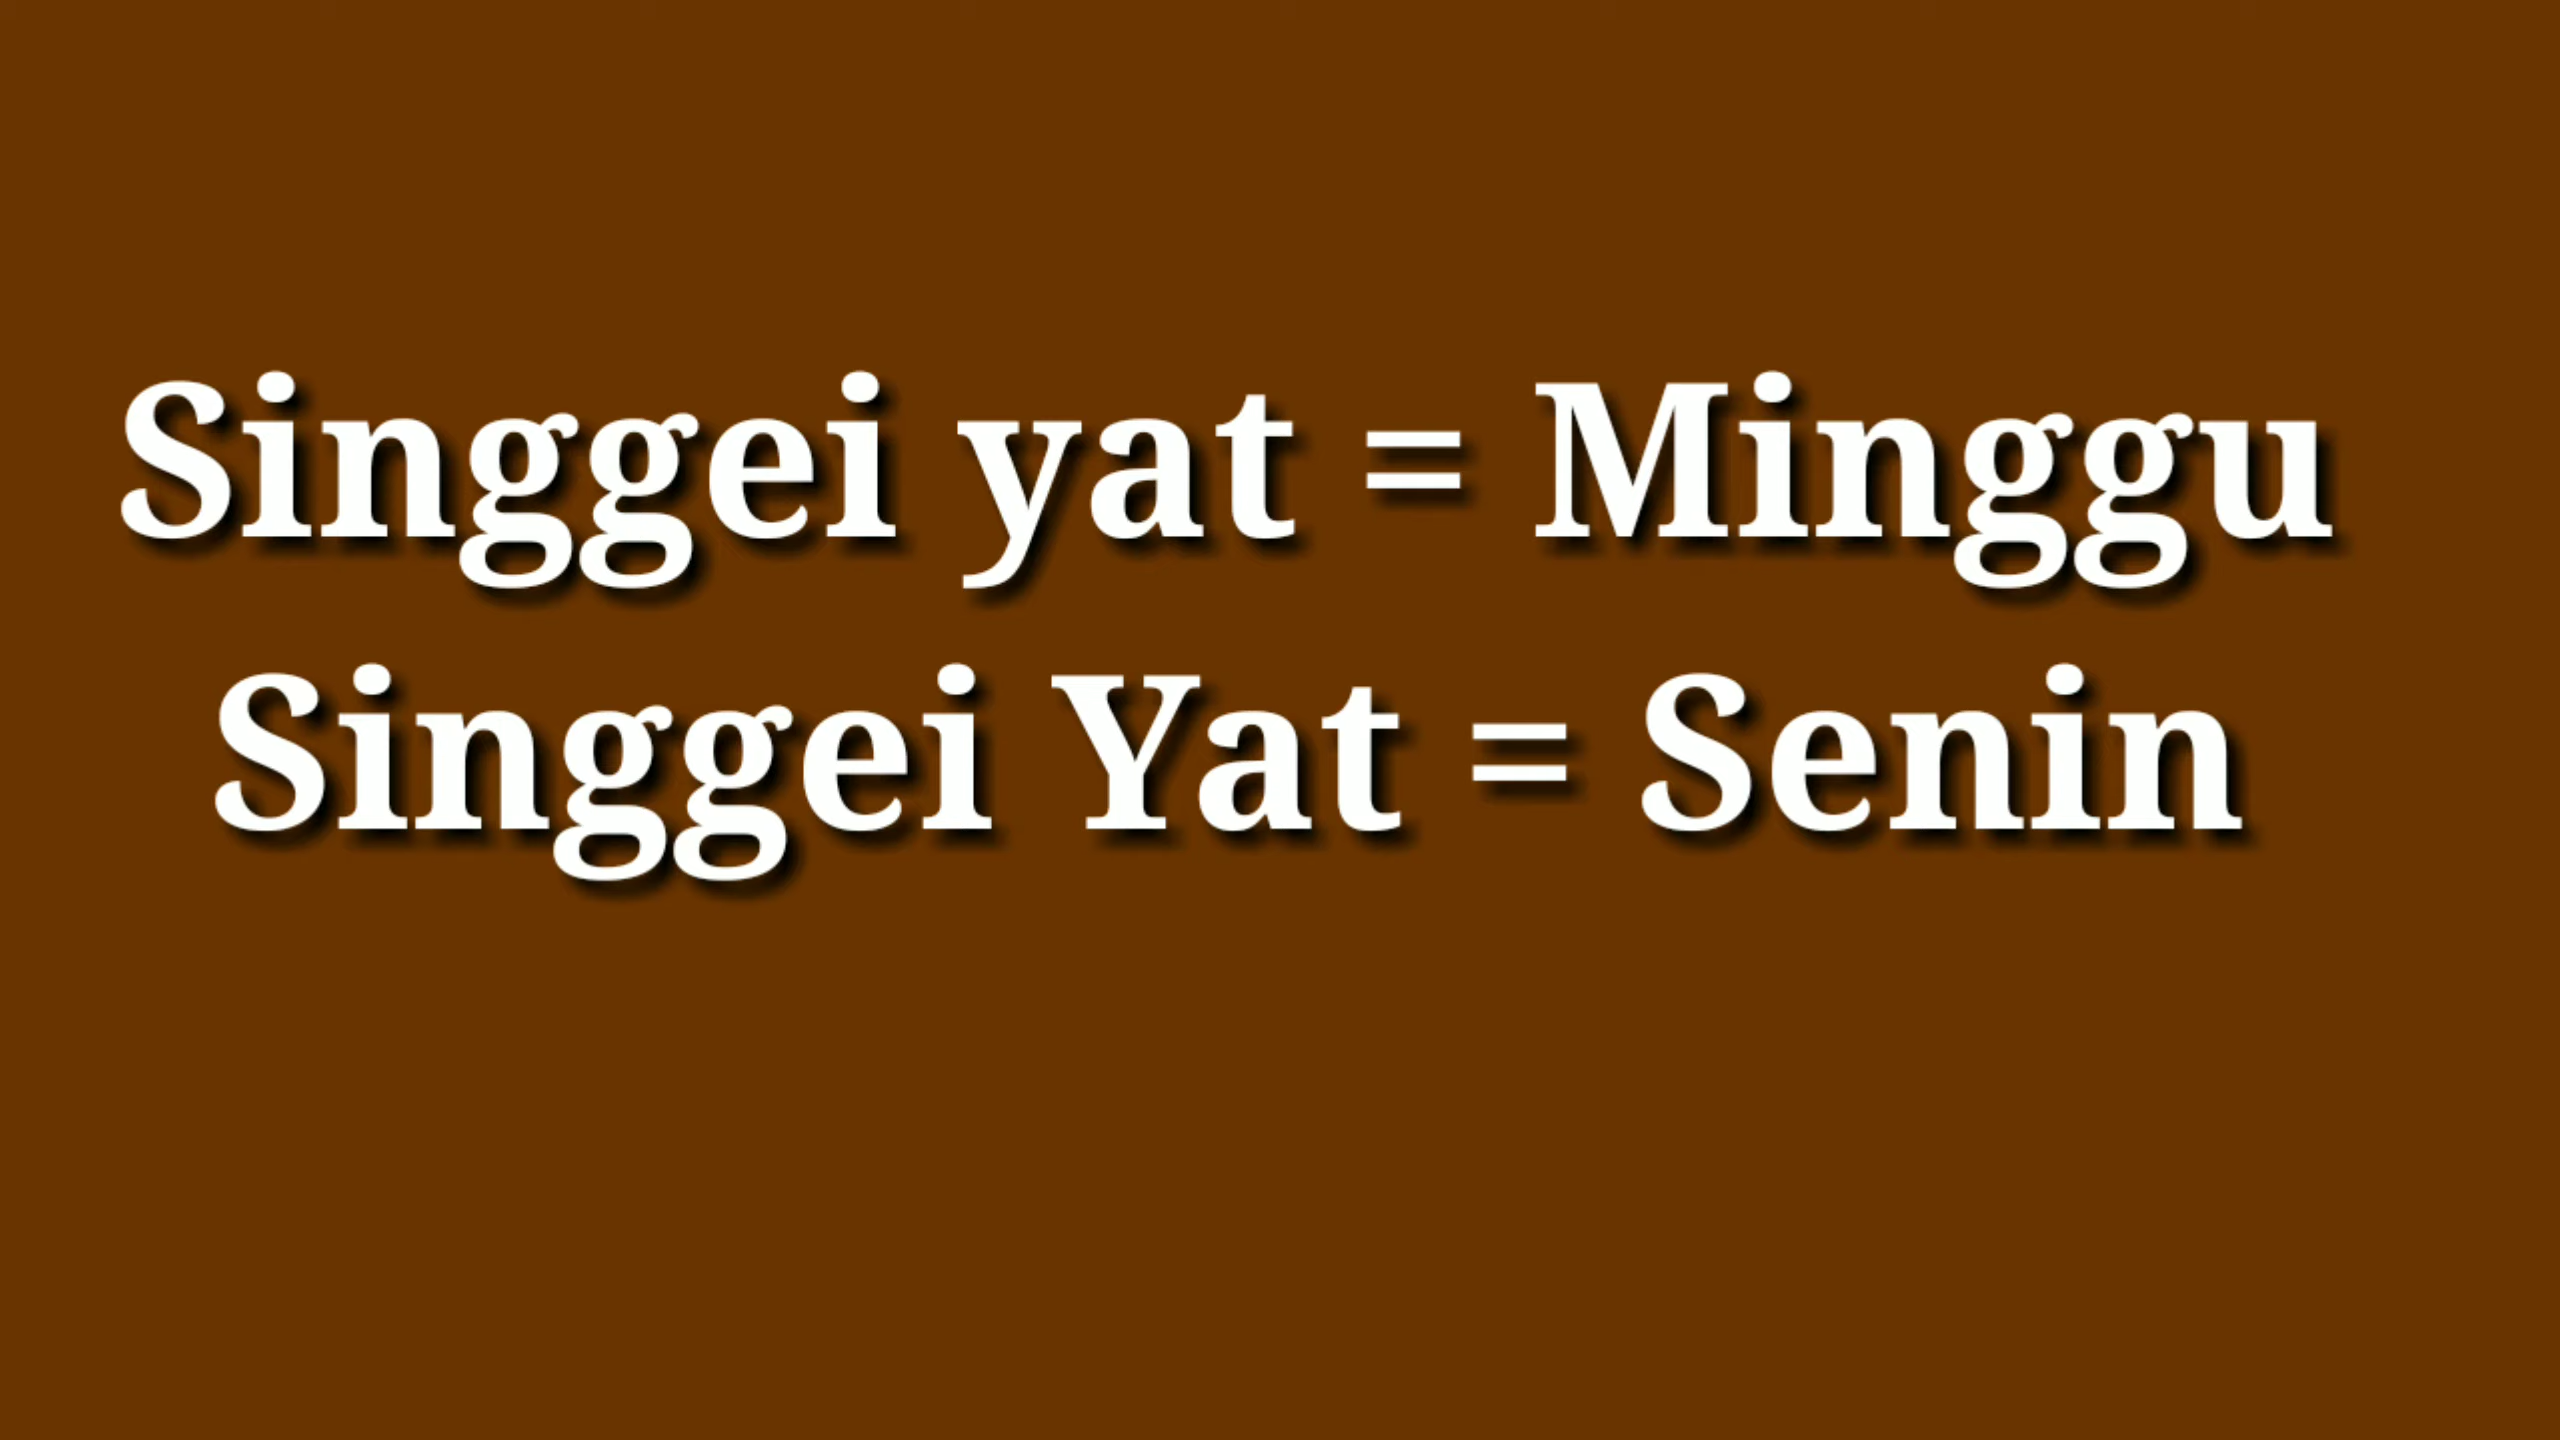 Singgei yat = Minggu
Singgei Yat = Senin